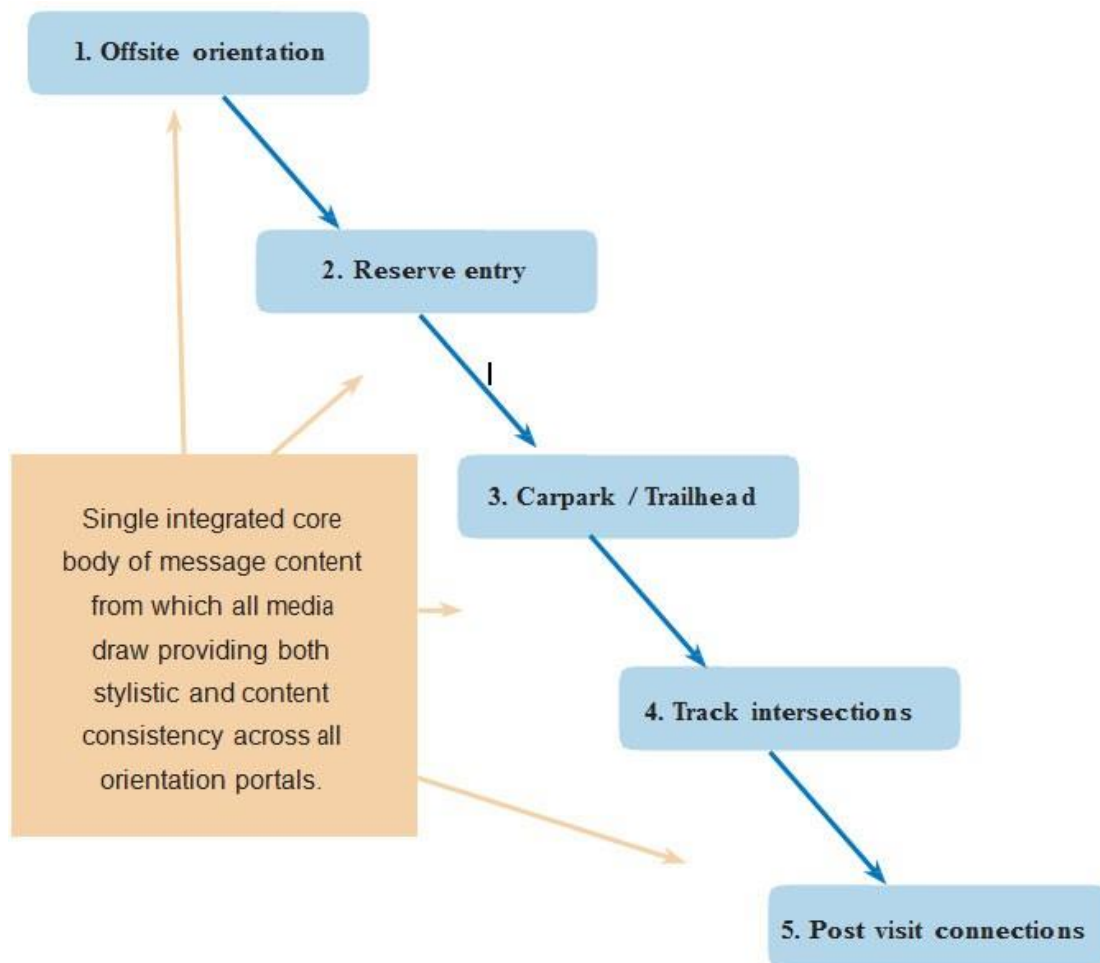 1. Offsite orientation
2. Reserve entry
3. Carpark / Trailhead
Single integrated core
body of message content
from which all media
draw providing both
stylistic and content
consistency across all
orientation portals.
4. Track intersections
5. Post visit connections